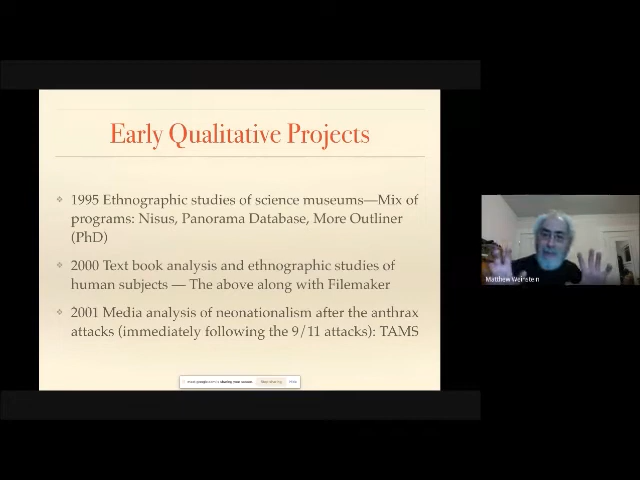 Early Qualitative Projects
1995 Ethnographic studies of science museums—Mix of
programs: Nisus, Panorama Database, More Outliner
(PhD)
2000 Text book analysis and ethnographic studies of
human subjects — The above along with Filemaker
2001 Media analysis of neonationalism after the anthrax
attacks (immediately following the 9/11 attacks): TAMS
Matthew Weinstein